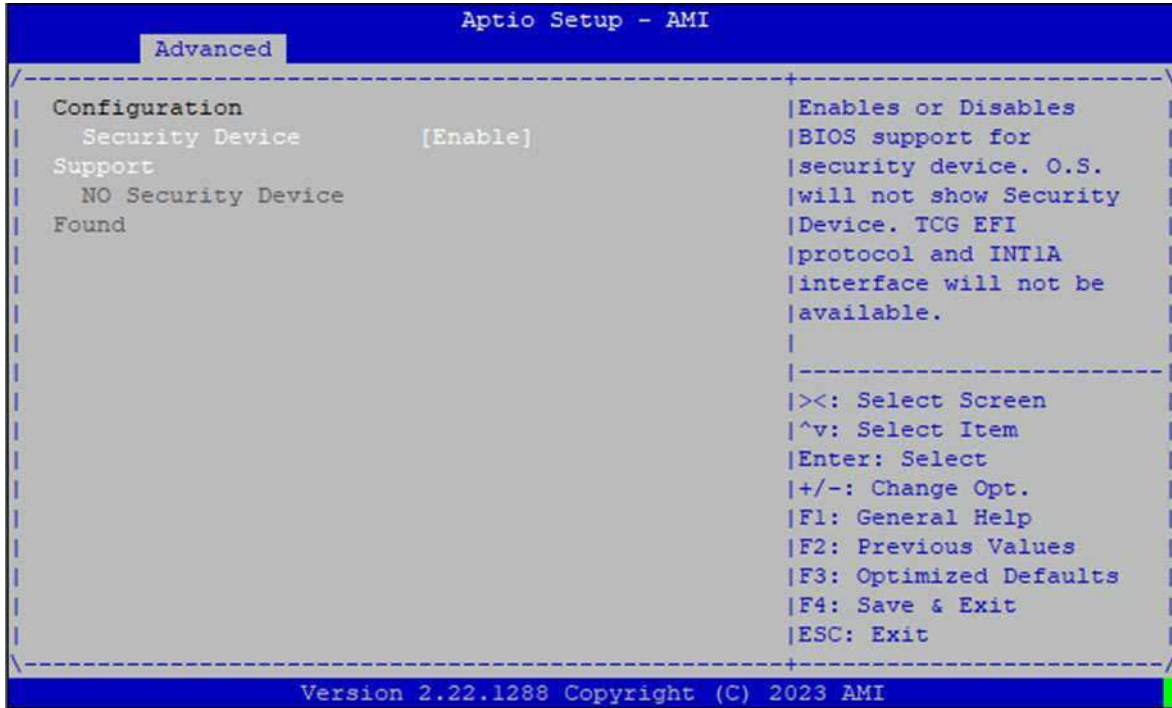 Aptio Setup - AMI
Advanced
Configuration
Security Device [Enable]
Support
NO Security Device
Found
Enables or Disables
BIOS support for
security device. O.S.
will not show Security
Device. TCG EFI
protocol and INT1A
interface will not be
available.
><: Select Screen
^v: Select Item
Enter: Select
+/-: Change Opt.
F1: General Help
F2: Previous Values
F3: Optimized Defaults
F4: Save & Exit
ESC: Exit
Version 2.22.1288 Copyright (C) 2023 AMI